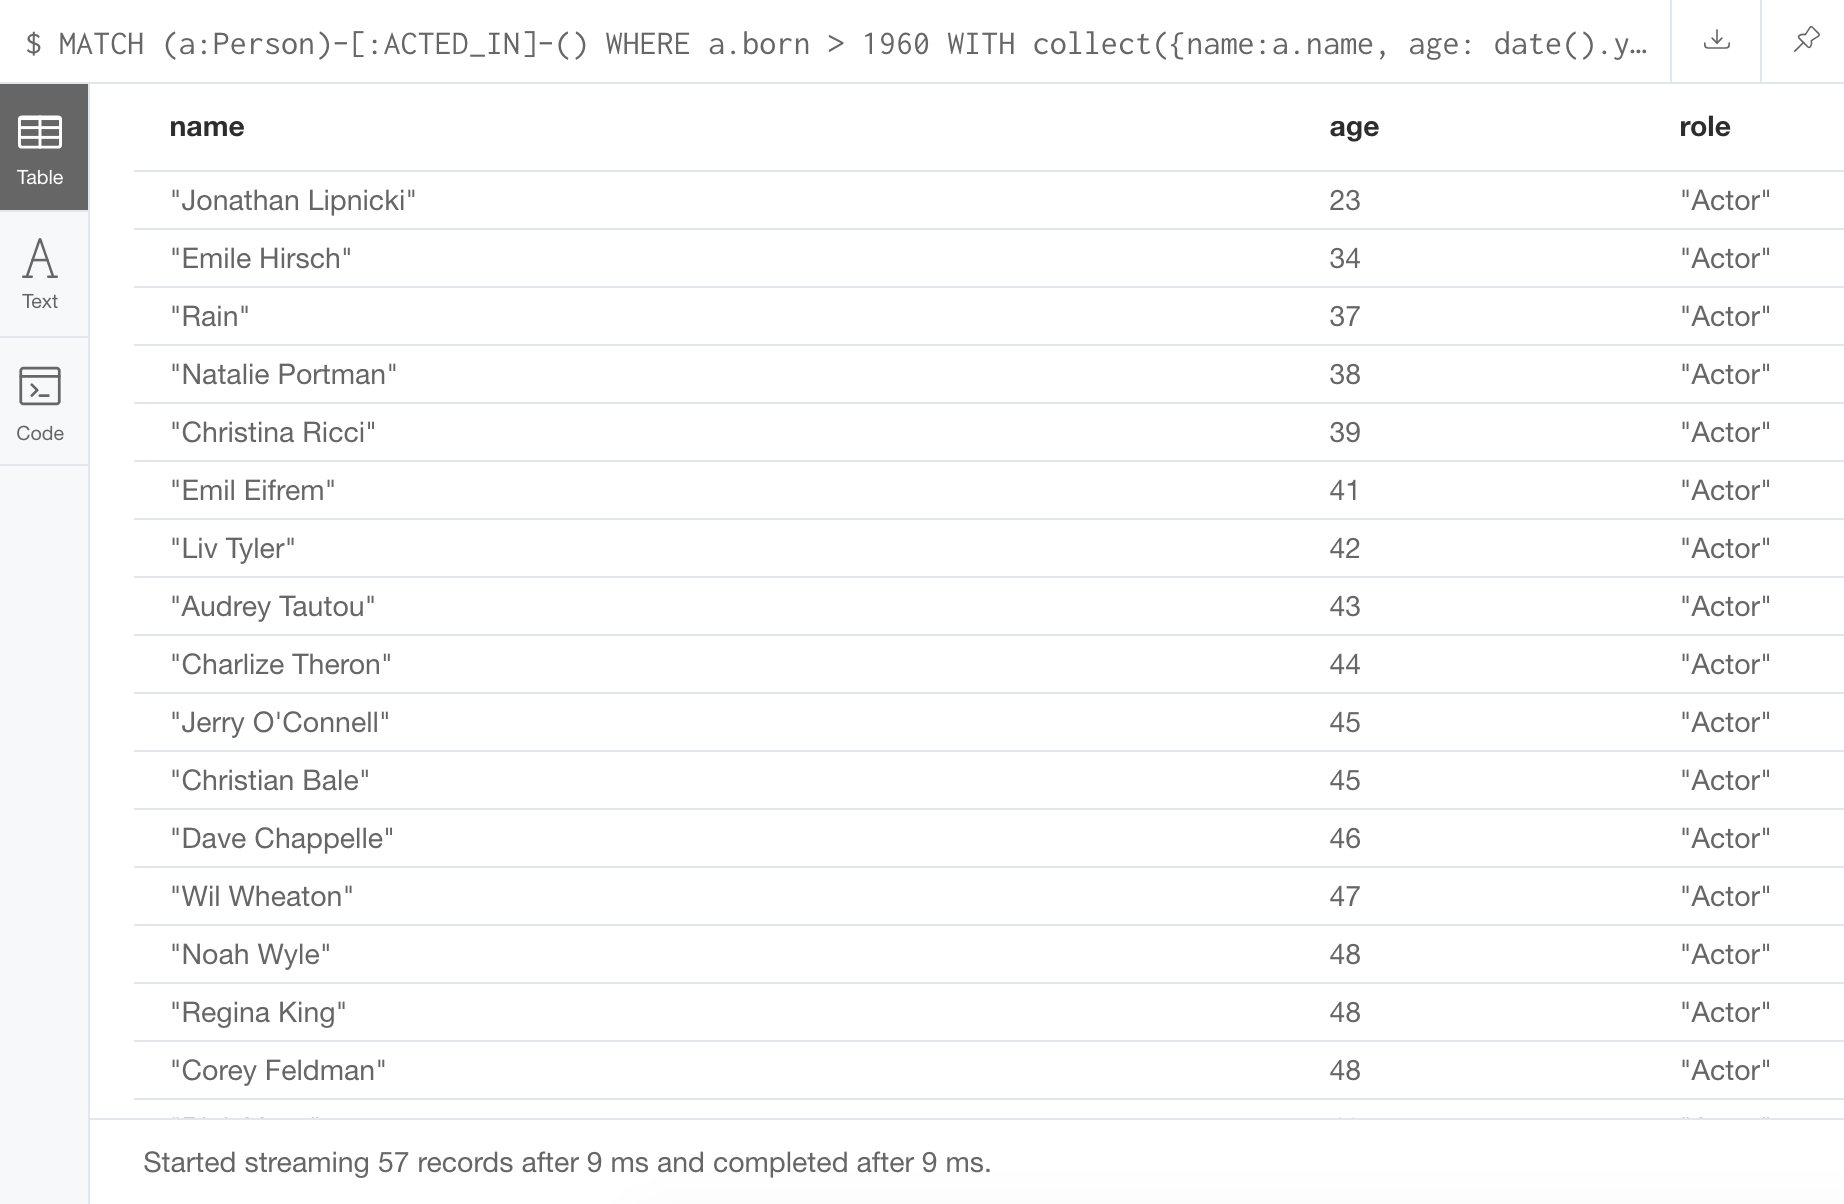 $ MATCH (a:Person)-[:ACTED_IN]-() WHERE a.born > 1960 WITH collect({name:a.name, age: date().y…
name age role
Table
"Jonathan Lipnicki" 23 "Actor"
"Emile Hirsch" 34 "Actor"
Text
"Rain" 37 "Actor"
"Natalie Portman" 38 "Actor"
Code
"Christina Ricci" 39 "Actor"
"Emil Eifrem" 41 "Actor"
"Liv Tyler" 42 "Actor"
"Audrey Tautou" 43 "Actor"
"Charlize Theron" 44 "Actor"
"Jerry O'Connell" 45 "Actor"
"Christian Bale" 45 "Actor"
"Dave Chappelle" 46 "Actor"
"Wil Wheaton" 47 "Actor"
"Noah Wyle" 48 "Actor"
"Regina King" 48 "Actor"
"Corey Feldman" 48 "Actor"
Started streaming 57 records after 9 ms and completed after 9 ms.